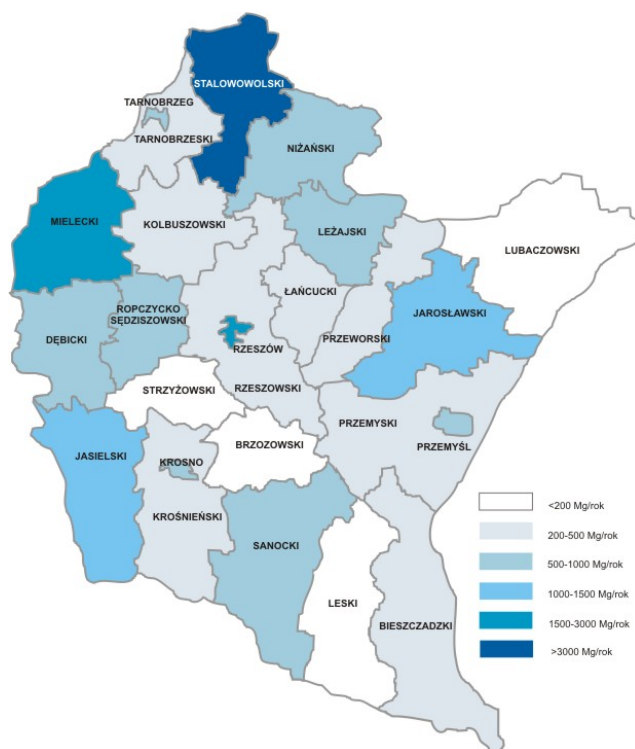 STALOWOWOLSKI
TARNOBRZEG
TARNOBRZESKI
NIŻAŃSKI
MIELECKI
KOLBUSZOWSKI
LEŻAJSKI
LUBACZOWSKI
ŁAŃCUCKI
ROPCZYCKO
SĘDZISZOWSKI
JAROSŁAWSKI
DĘBICKI
RZESZÓW
PRZEWORSKI
STRZYŻOWSKI
RZESZOWSKI
PRZEMYSKI
BRZOZOWSKI
PRZEMYŚL
JASIELSKI
KROSNO
KROŚNIEŃSKI
SANOCKI
LESKI
BIESZCZADZKI
<200 Mg/rok
200-500 Mg/rok
500-1000 Mg/rok
1000-1500 Mg/rok
1500-3000 Mg/rok
>3000 Mg/rok